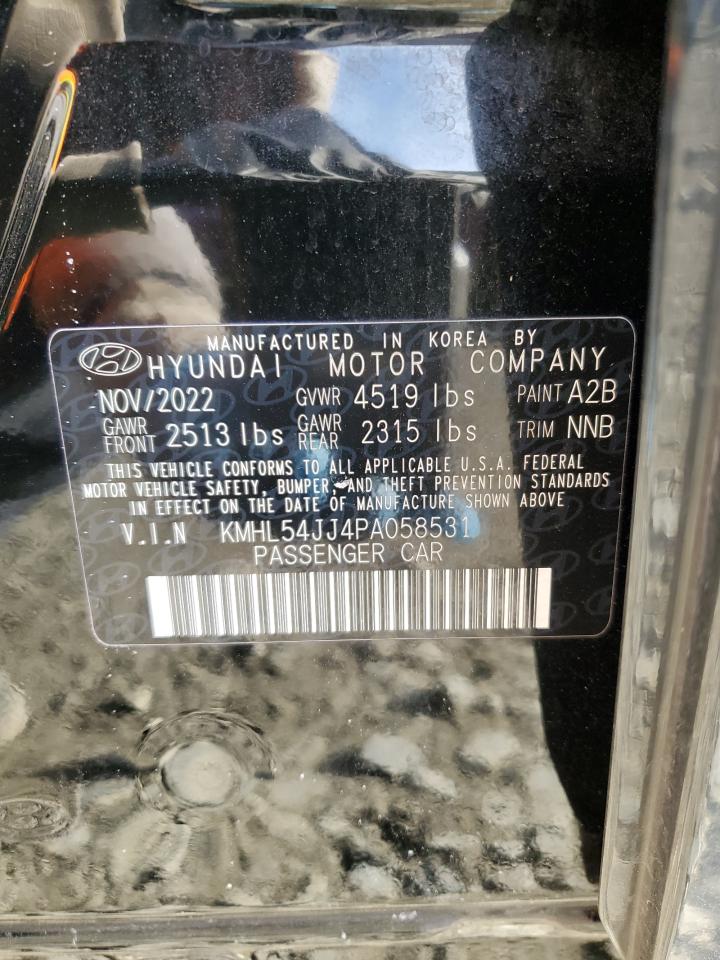 MANUFACTURED IN KOREA BY
HYUNDAI MOTOR COMPANY
NOV/2022 GVWR 4519 lbs PAINT A2B
GAWR FRONT 2513 lbs GAWR REAR 2315 lbs TRIM NNB
THIS VEHICLE CONFORMS TO ALL APPLICABLE U.S.A. FEDERAL
MOTOR VEHICLE SAFETY, BUMPER, AND THEFT PREVENTION STANDARDS
IN EFFECT ON THE DATE OF MANUFACTURE SHOWN ABOVE
V.I.N KMHL54JJ4PA058531
PASSENGER CAR